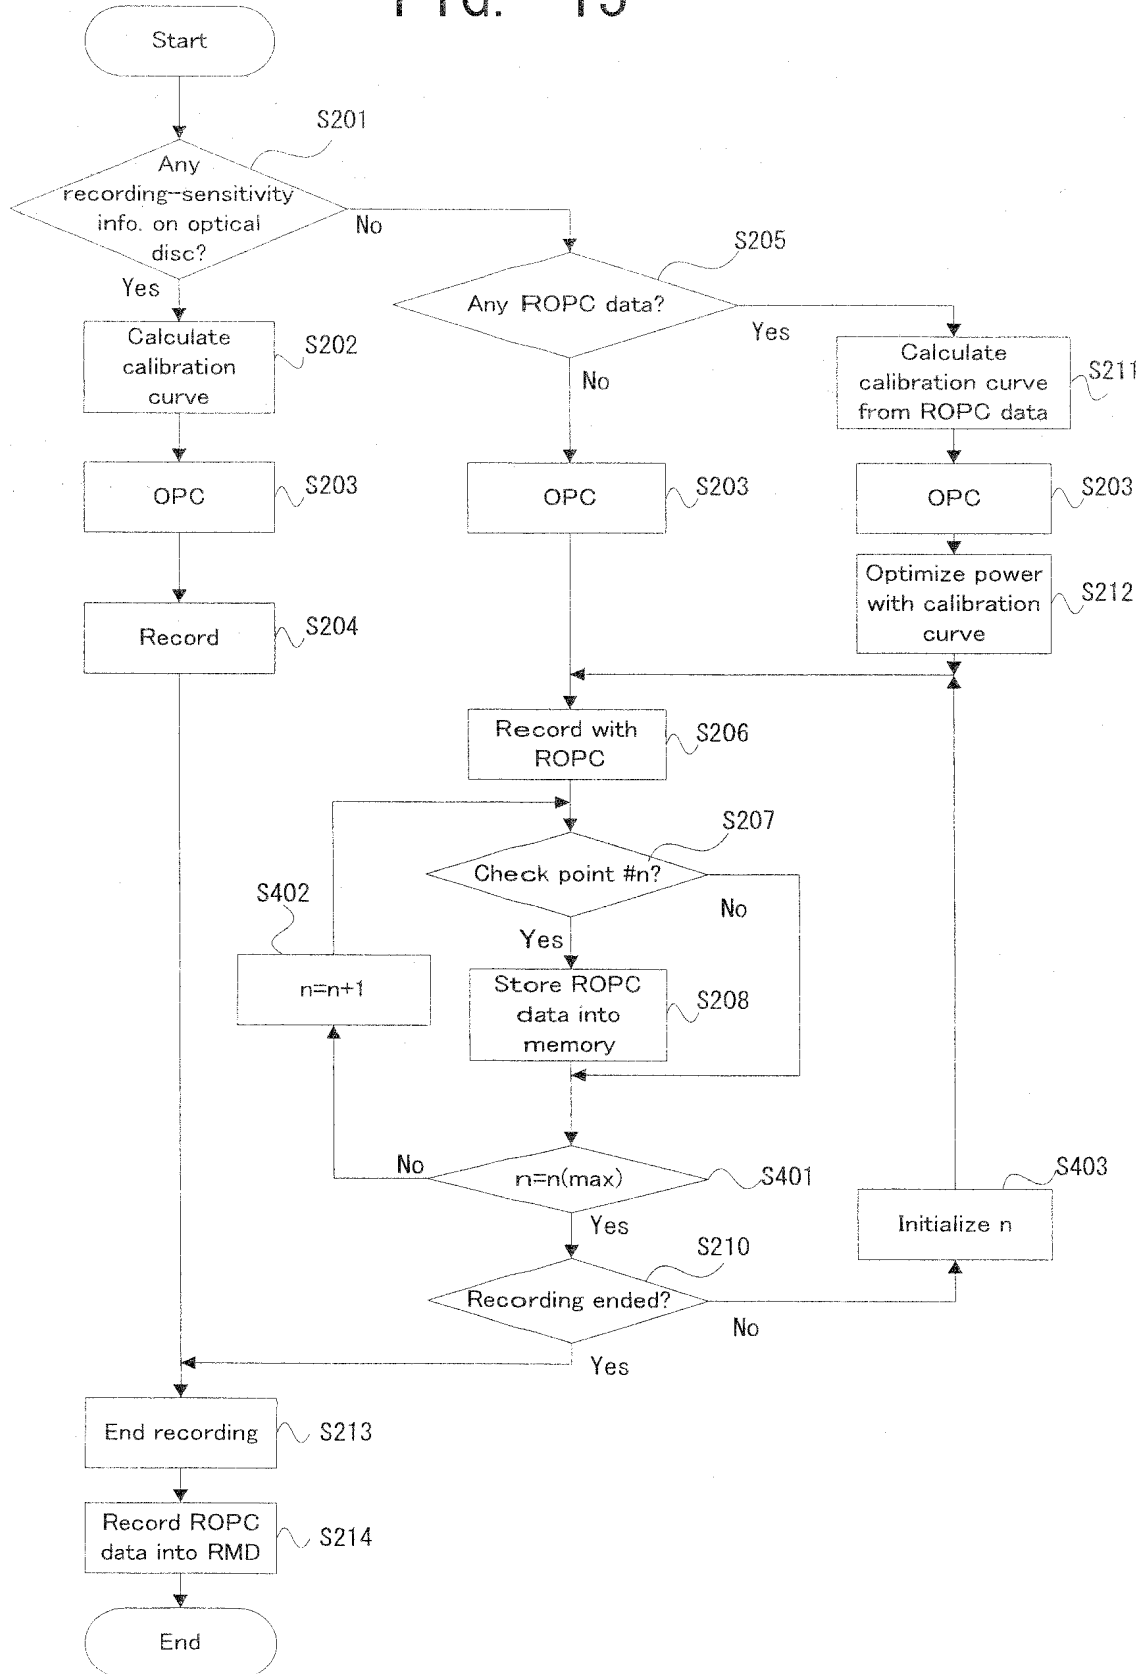 Fig. 15
Start
S201
Any
recording-sensitivity
info. on optical
disc?
No
Yes
S205
Any ROPC data?
Yes
No
Calculate
calibration
curve
S202
Calculate
calibration curve
from ROPC data
S211
OPC
S203
OPC
S203
OPC
S203
Optimize power
with calibration
curve
S212
Record
S204
Record with
ROPC
S206
S207
Check point #n?
No
Yes
S402
n=n+1
Store ROPC
data into
memory
S208
No
n=n(max)
S401
Yes
S403
Initialize n
S210
Recording ended?
No
Yes
End recording
S213
Record ROPC
data into RMD
S214
End